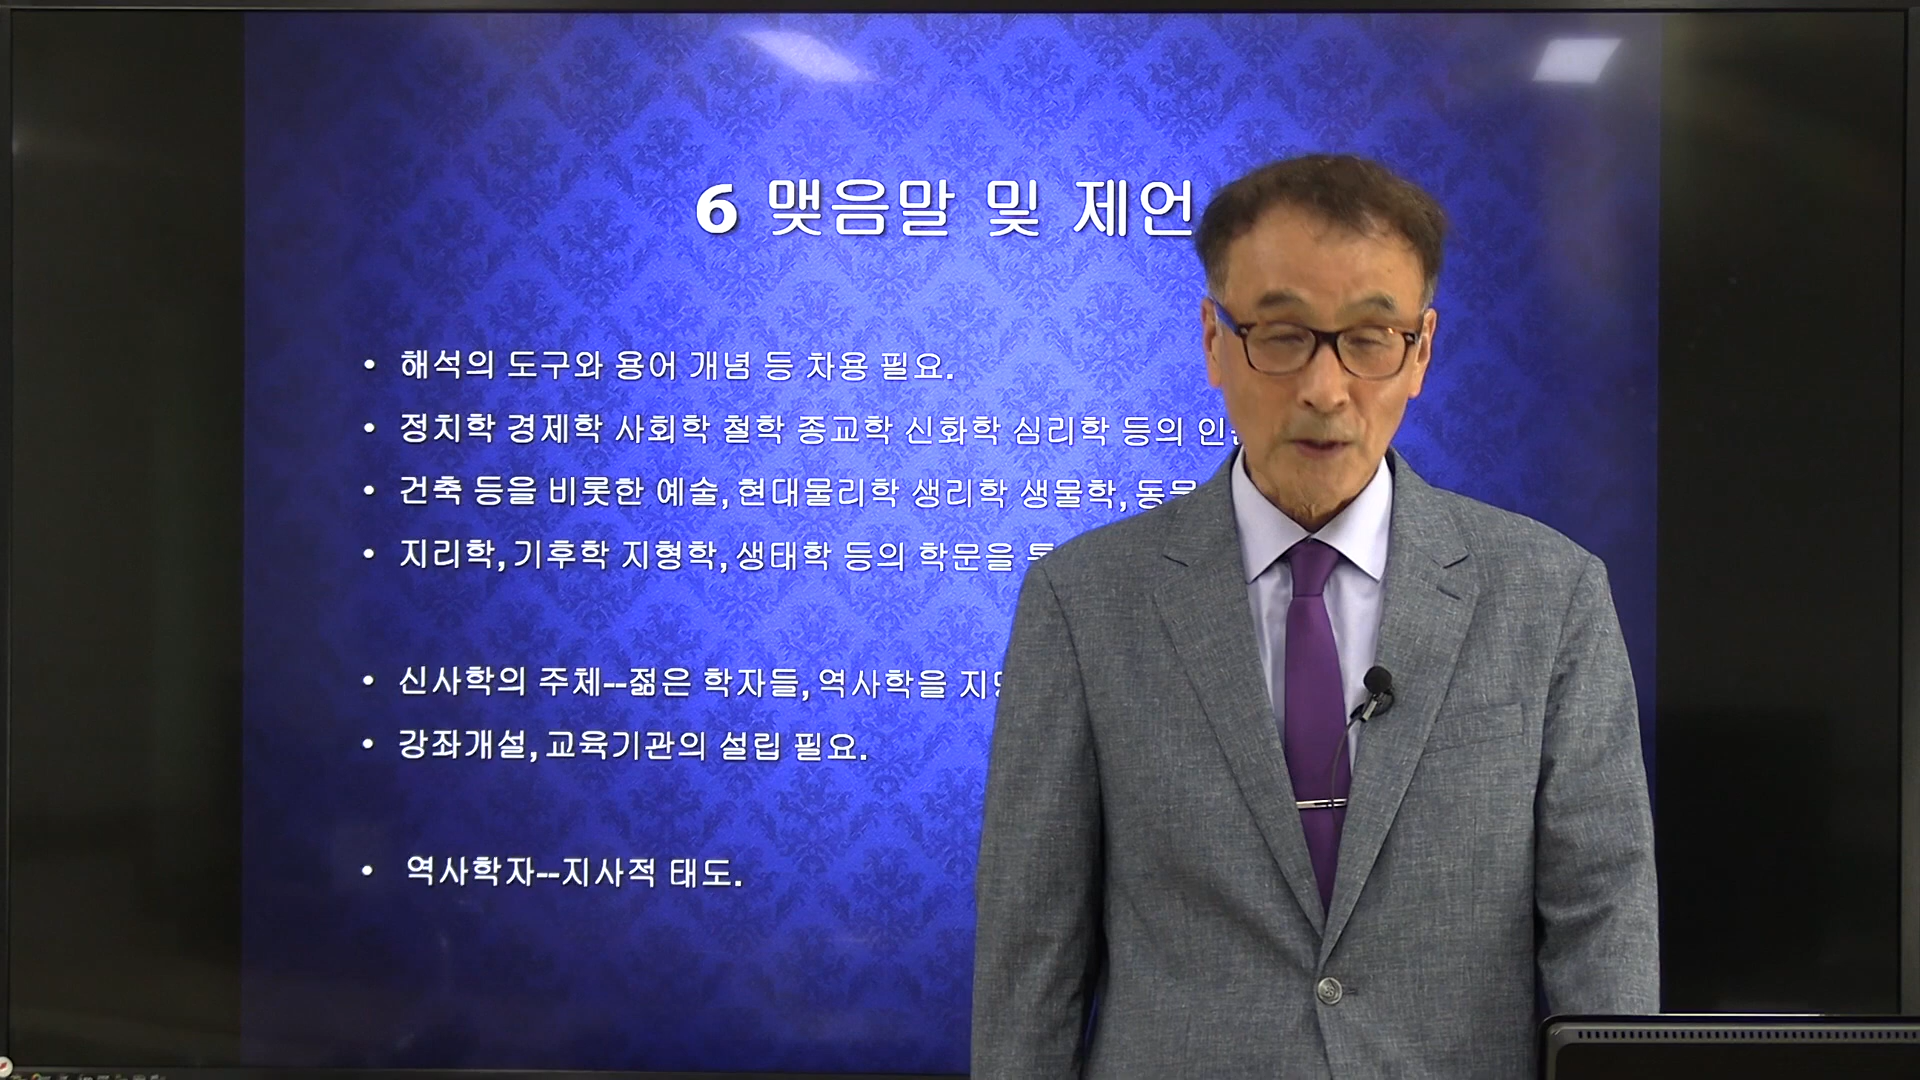 6 맺음말 및 제언
• 해석의 도구와 용어 개념 등 차용 필요.
• 정치학 경제학 사회학 철학 종교학 신화학 심리학 등의
• 건축 등을 비롯한 예술, 현대물리학 생리학 생물학,
• 지리학, 기후학 지형학, 생태학 등의 학문을
• 신사학의 주체--젊은 학자들, 역사학을
• 강좌개설, 교육기관의 설립 필요.
• 역사학자--지사적 태도.